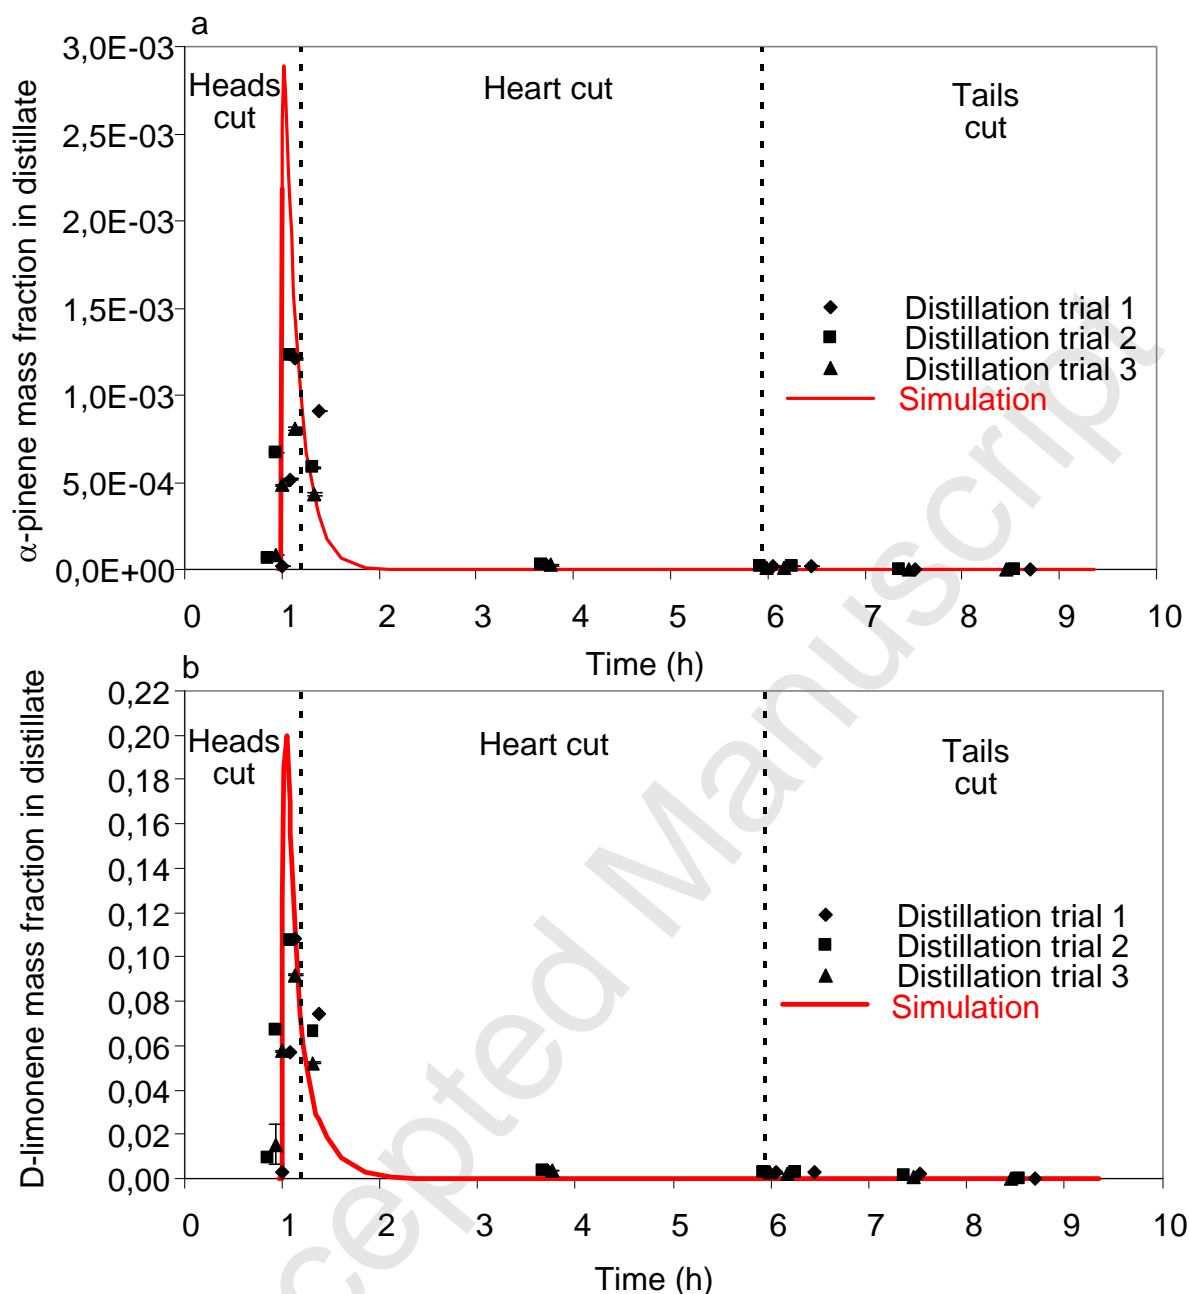 a
3,0E-03
2,5E-03
2,0E-03
1,5E-03
1,0E-03
5,0E-04
0,0E+00
α-pinene mass fraction in distillate
Heads
cut
Heart cut
Tails
cut
Distillation trial 1
Distillation trial 2
Distillation trial 3
Simulation
0 1 2 3 4 5 6 7 8 9 10
Time (h)
b
0,22
0,20
0,18
0,16
0,14
0,12
0,10
0,08
0,06
0,04
0,02
0,00
D-limonene mass fraction in distillate
Heads
cut
Heart cut
Tails
cut
Distillation trial 1
Distillation trial 2
Distillation trial 3
Simulation
0 1 2 3 4 5 6 7 8 9 10
Time (h)
cepted Manuscript